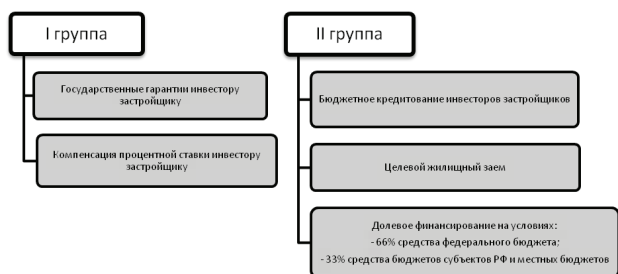 I группа
Государственные гарантии инвестору
застройщику
Компенсация процентной ставки инвестору
застройщику
II группа
Бюджетное кредитование инвесторов застройщиков
Целевой жилищный заем
Долевое финансирование на условиях:
- 66% средства федерального бюджета;
- 33% средства бюджетов субъектов РФ и местных бюджетов